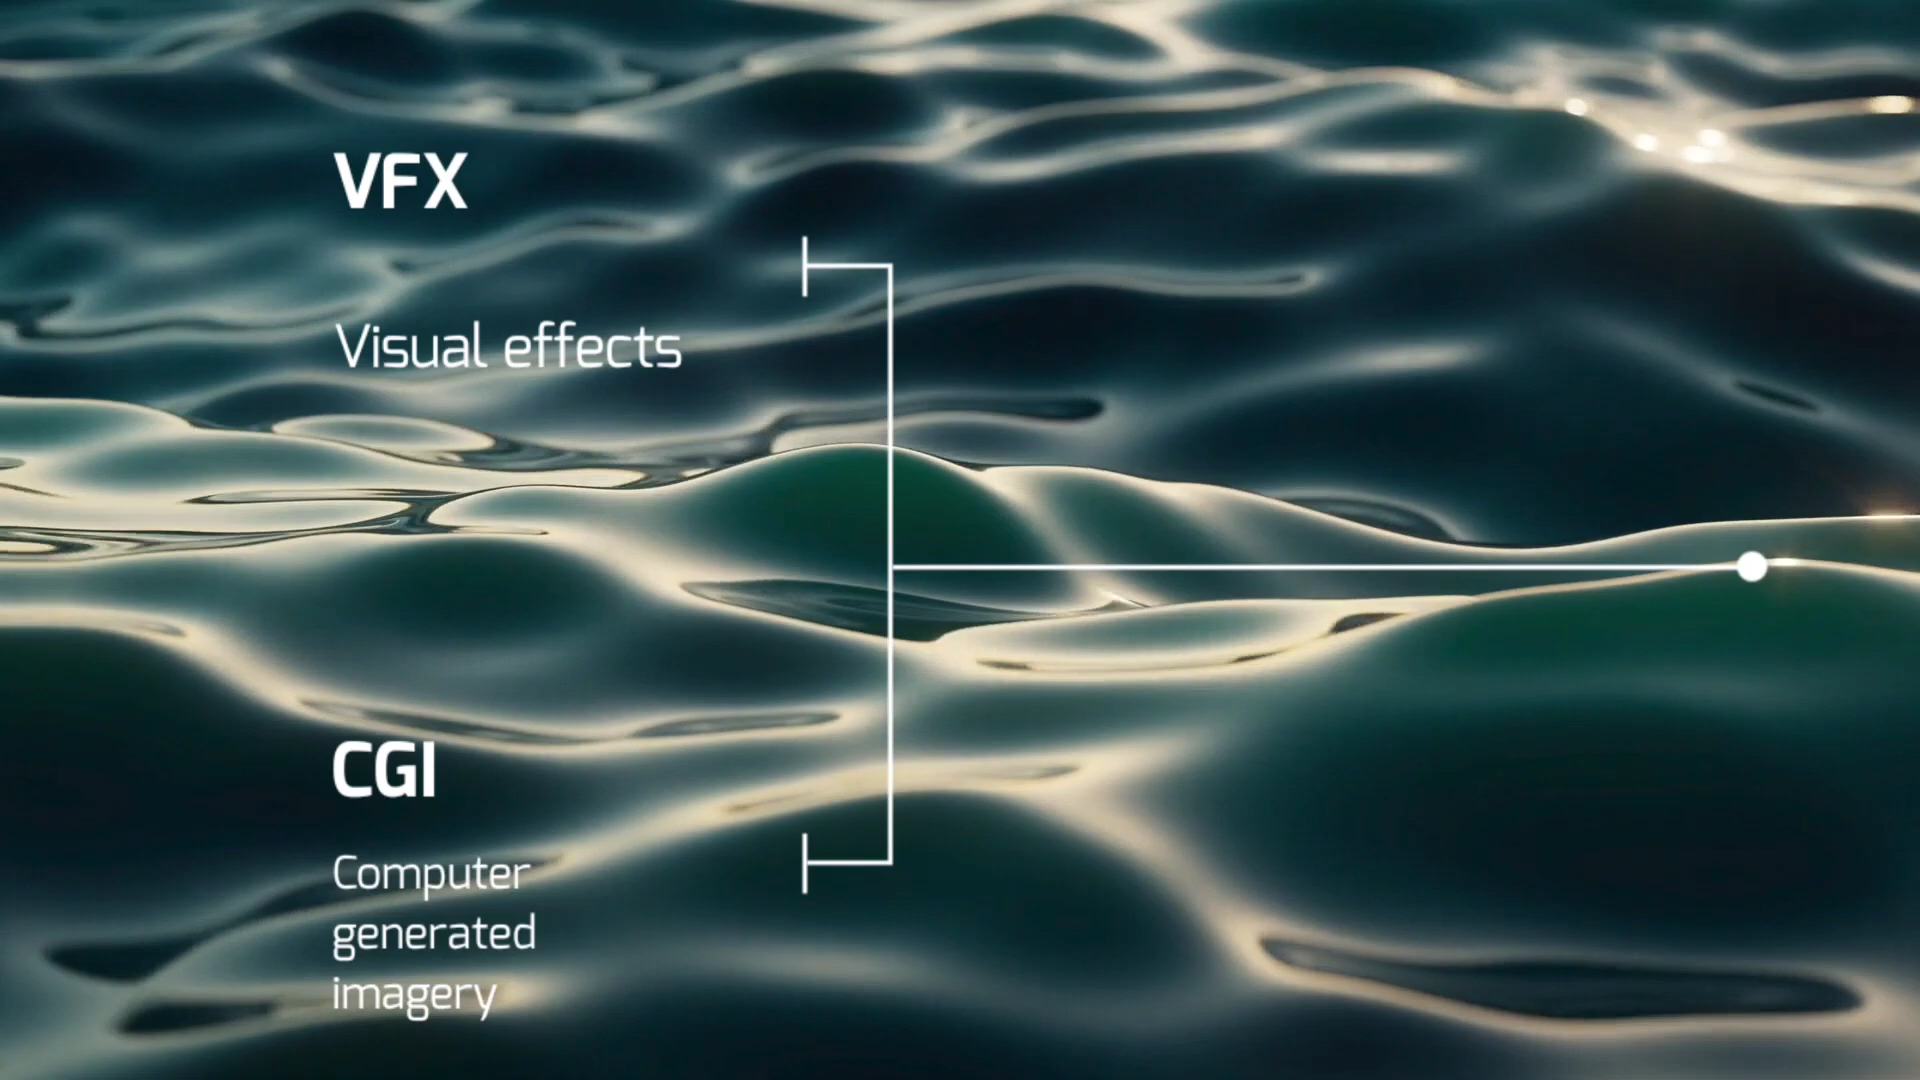 VFX
Visual effects
CGI
Computer
generated
imagery